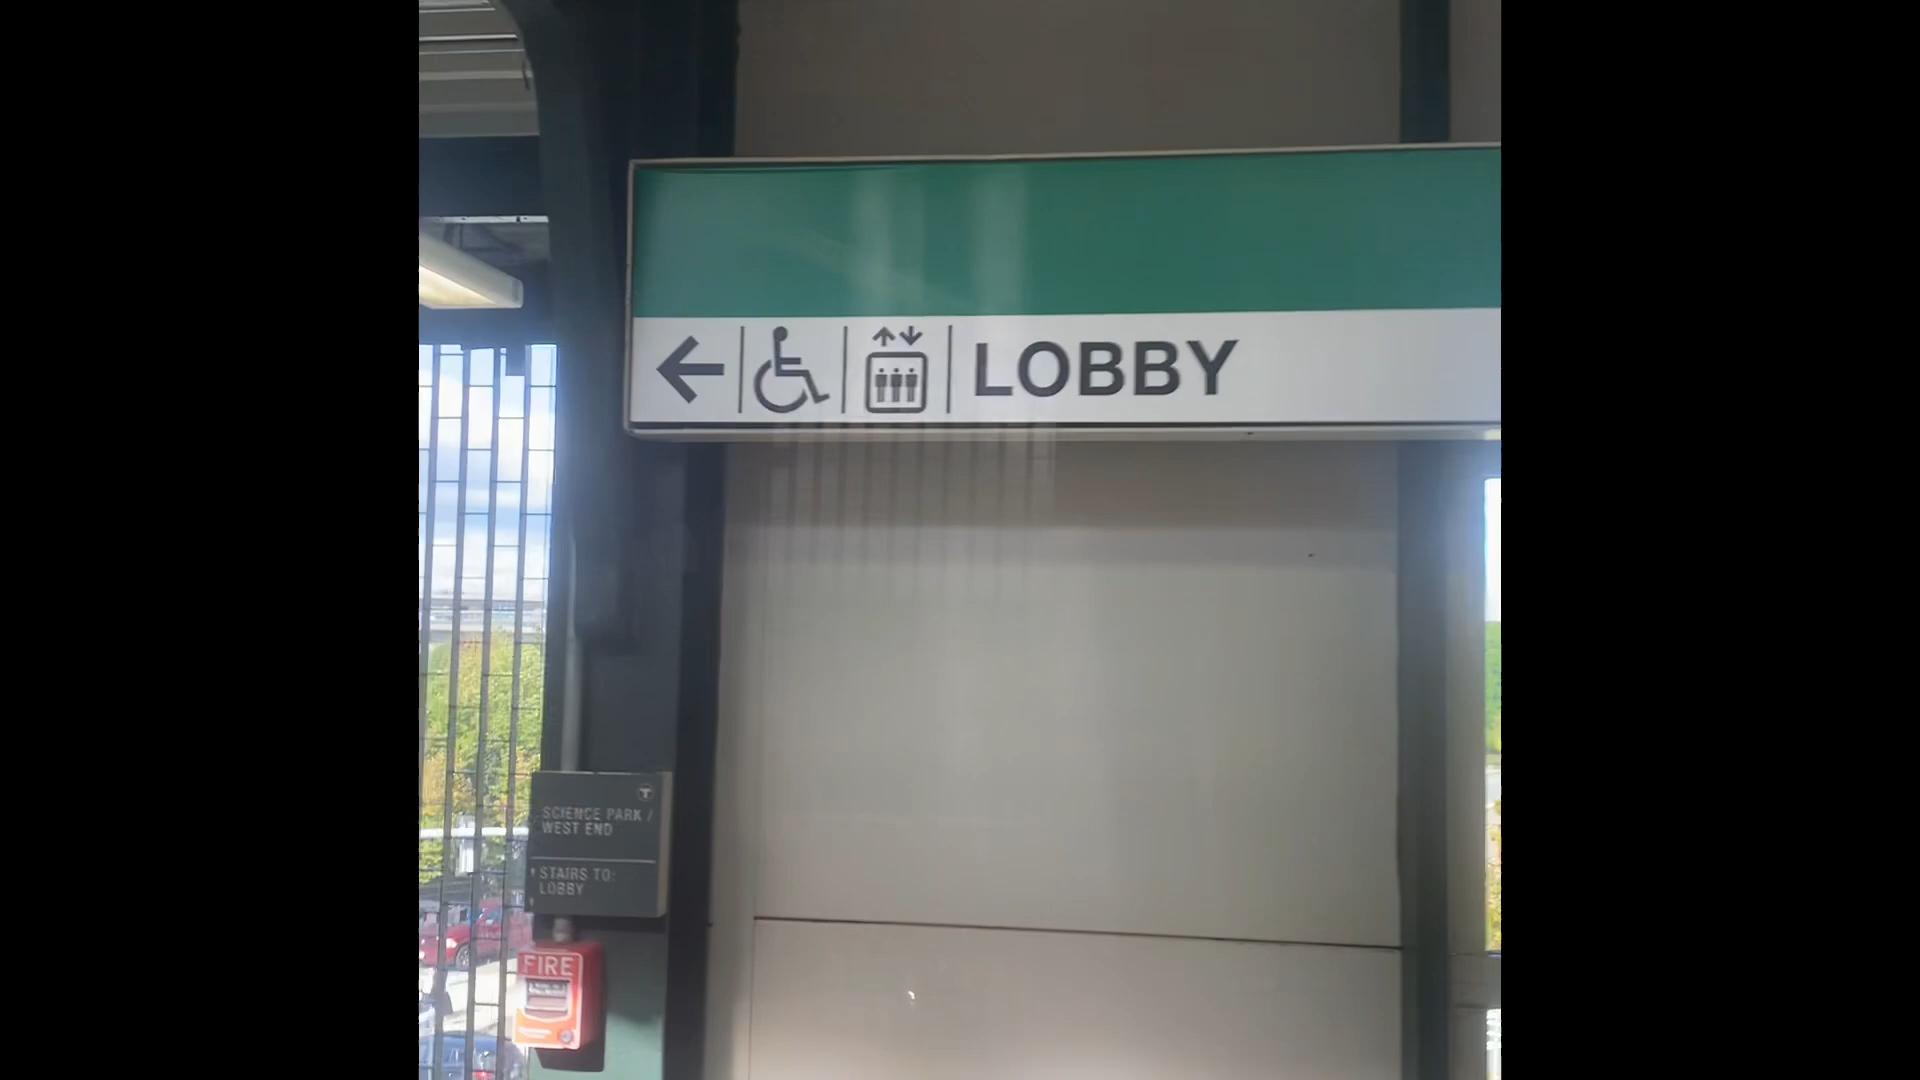 LOBBY
T
SCIENCE PARK /
WEST END
STAIRS TO:
LOBBY
FIRE